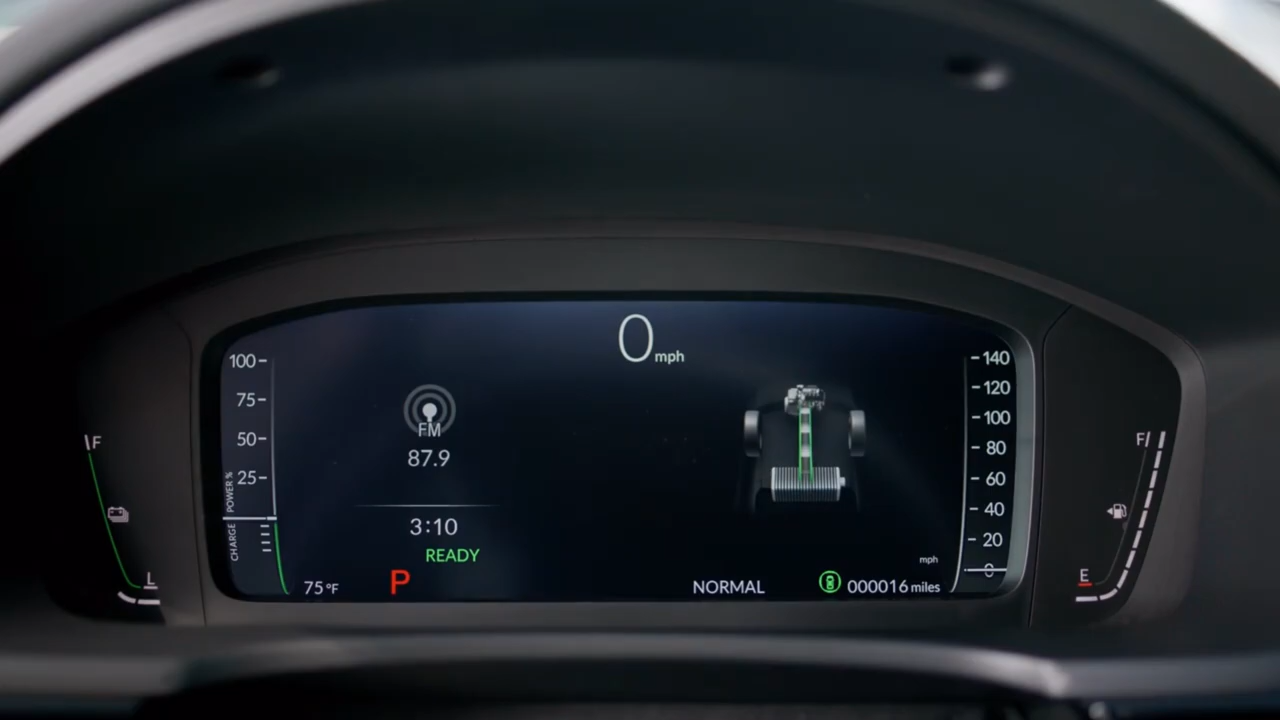 0 mph
100
75
50
25
POWER %
CHARGE
F
L
FM
87.9
3:10
READY
75°F
P
NORMAL
000016 miles
mph
140
120
100
80
60
40
20
0
F
E